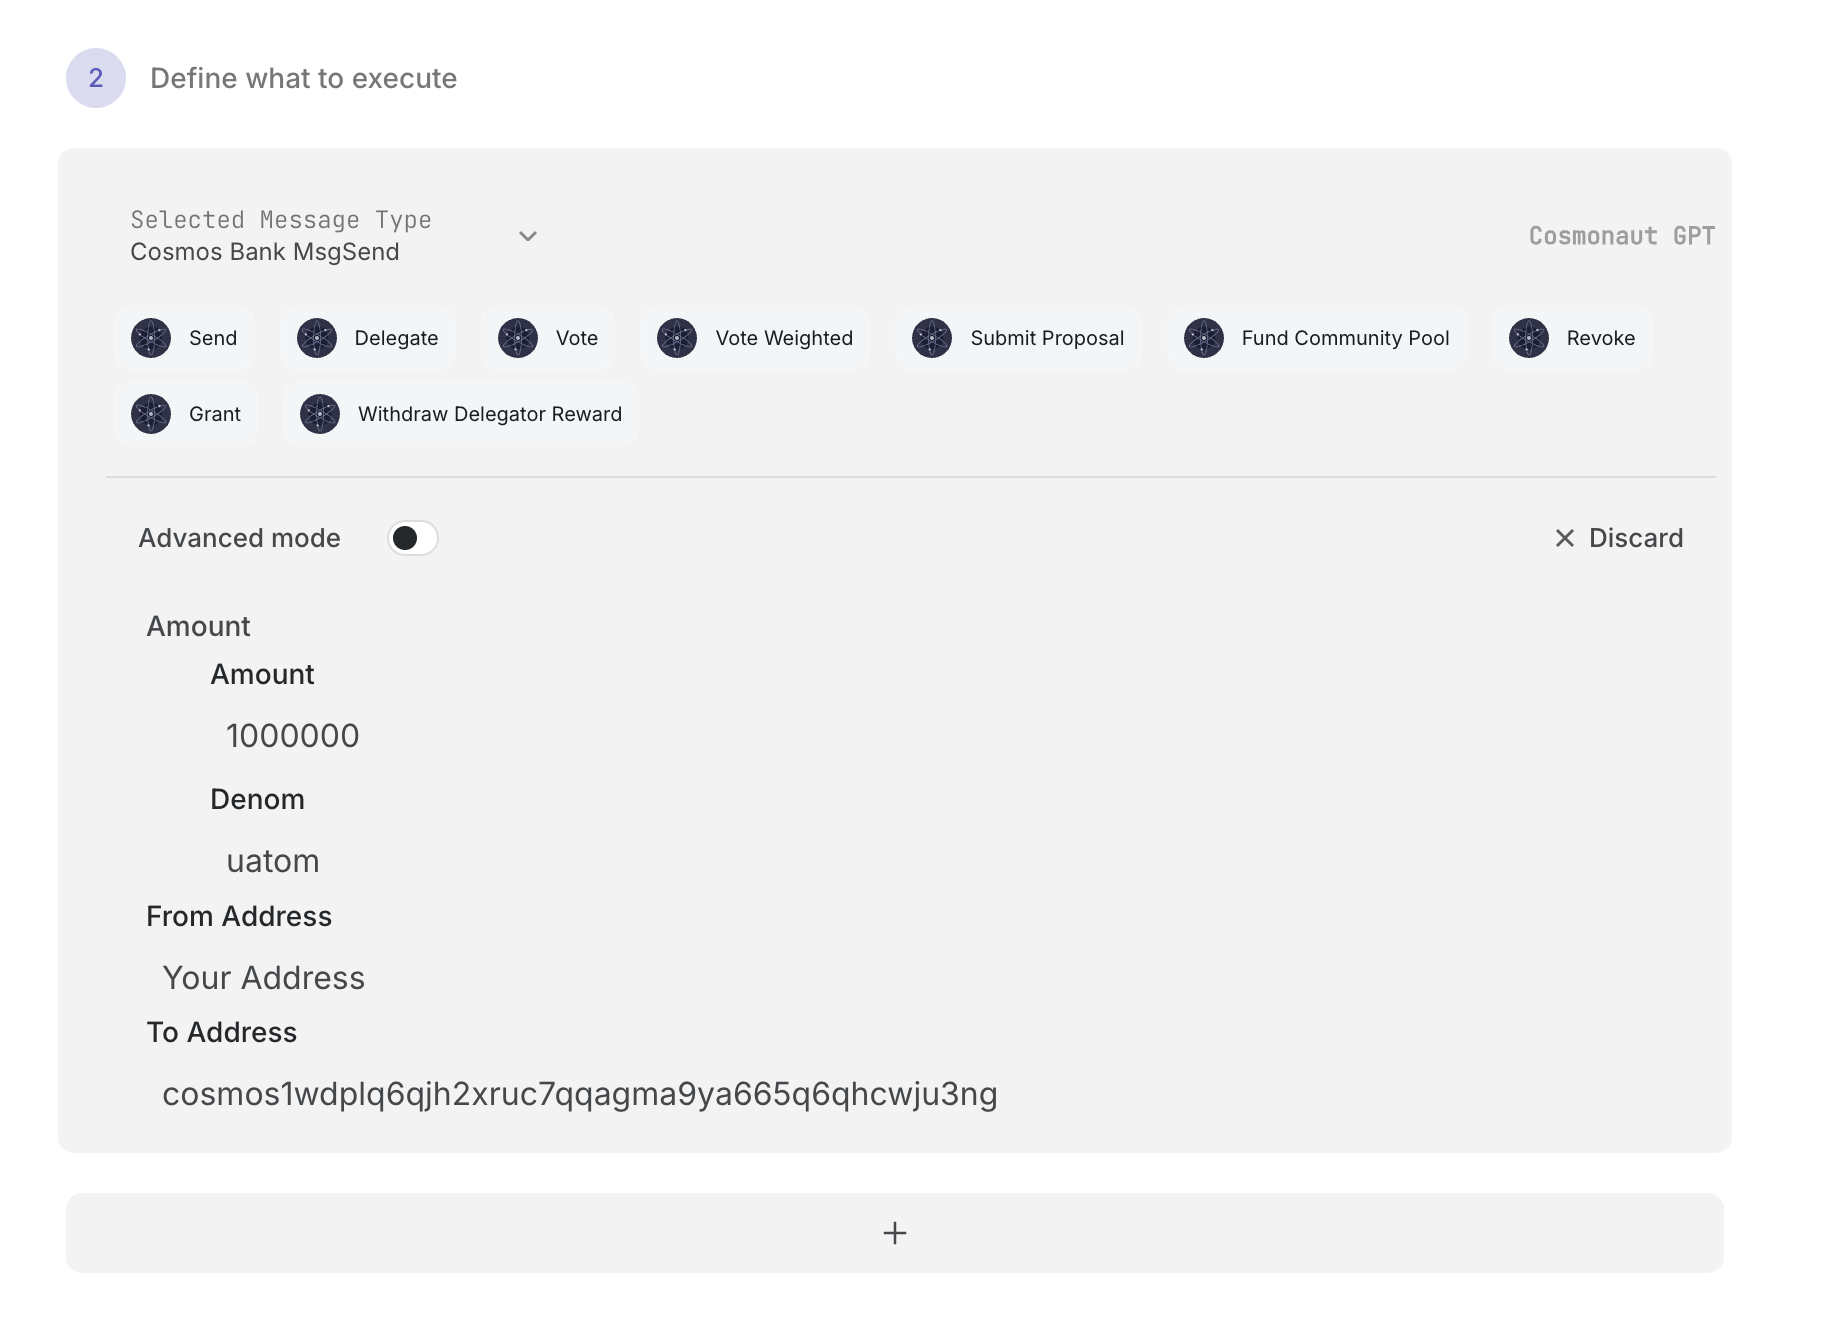 2 Define what to execute
Selected Message Type
Cosmos Bank MsgSend
Cosmonaut GPT
Send Delegate Vote Vote Weighted Submit Proposal Fund Community Pool Revoke
Grant Withdraw Delegator Reward
Advanced mode
Discard
Amount
Amount
1000000
Denom
uatom
From Address
Your Address
To Address
cosmos1wdplq6qjh2xruc7qqagma9ya665q6qhcwju3ng